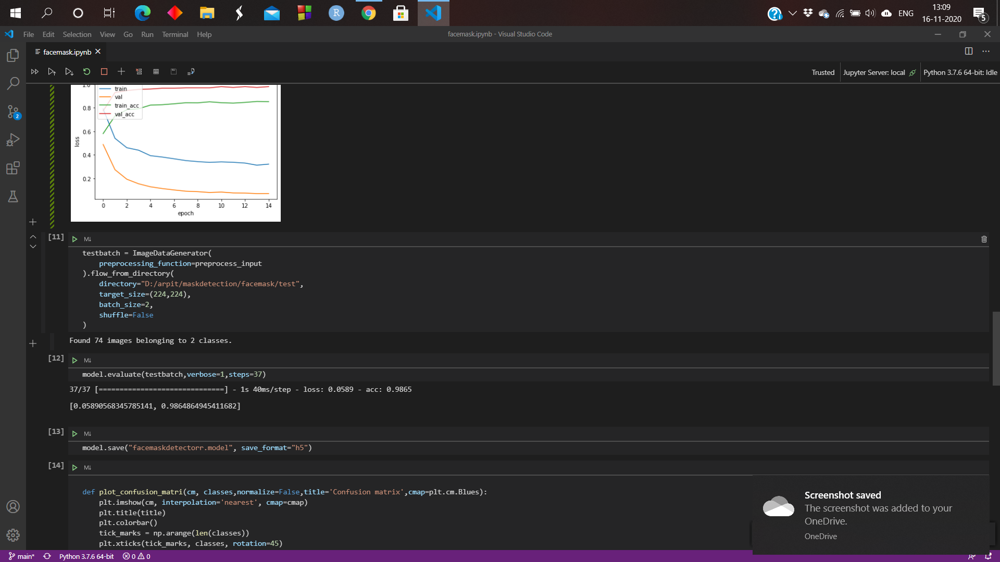 R
ENG
13:09
16-11-2020
5
File Edit Selection View Go Run Terminal Help
facemask.ipynb - Visual Studio Code
facemask.ipynb
Trusted
Jupyter Server: local
Python 3.7.6 64-bit: Idle
2
1.0
0.8
0.6
0.4
0.2
loss
train
val
train_acc
val_acc
0 2 4 6 8 10 12 14
epoch
[11]
M↓
testbatch = ImageDataGenerator(
preprocessing_function=preprocess_input
).flow_from_directory(
directory="D:/arpit/maskdetection/facemask/test",
target_size=(224,224),
batch_size=2,
shuffle=False
)
Found 74 images belonging to 2 classes.
[12]
M↓
model.evaluate(testbatch,verbose=1,steps=37)
37/37 [==============================] - 1s 40ms/step - loss: 0.0589 - acc: 0.9865
[0.05890568345785141, 0.9864864945411682]
[13]
M↓
model.save("facemaskdetectorr.model", save_format="h5")
[14]
M↓
def plot_confusion_matri(cm, classes,normalize=False,title='Confusion matrix',cmap=plt.cm.Blues):
plt.imshow(cm, interpolation='nearest', cmap=cmap)
plt.title(title)
plt.colorbar()
tick_marks = np.arange(len(classes))
plt.xticks(tick_marks, classes, rotation=45)
Screenshot saved
The screenshot was added to your
OneDrive.
OneDrive
main*
Python 3.7.6 64-bit
0
0